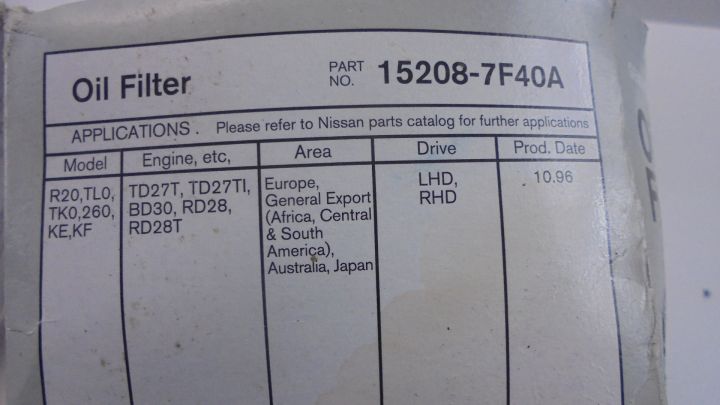 Oil Filter
PART NO. 15208-7F40A
APPLICATIONS . Please refer to Nissan parts catalog for further applications
Model Engine, etc, Area Drive Prod. Date
R20,TL0,
TK0,260,
KE,KF
TD27T, TD27TI,
BD30, RD28,
RD28T
Europe,
General Export
(Africa, Central
& South
America),
Australia, Japan
LHD,
RHD
10.96